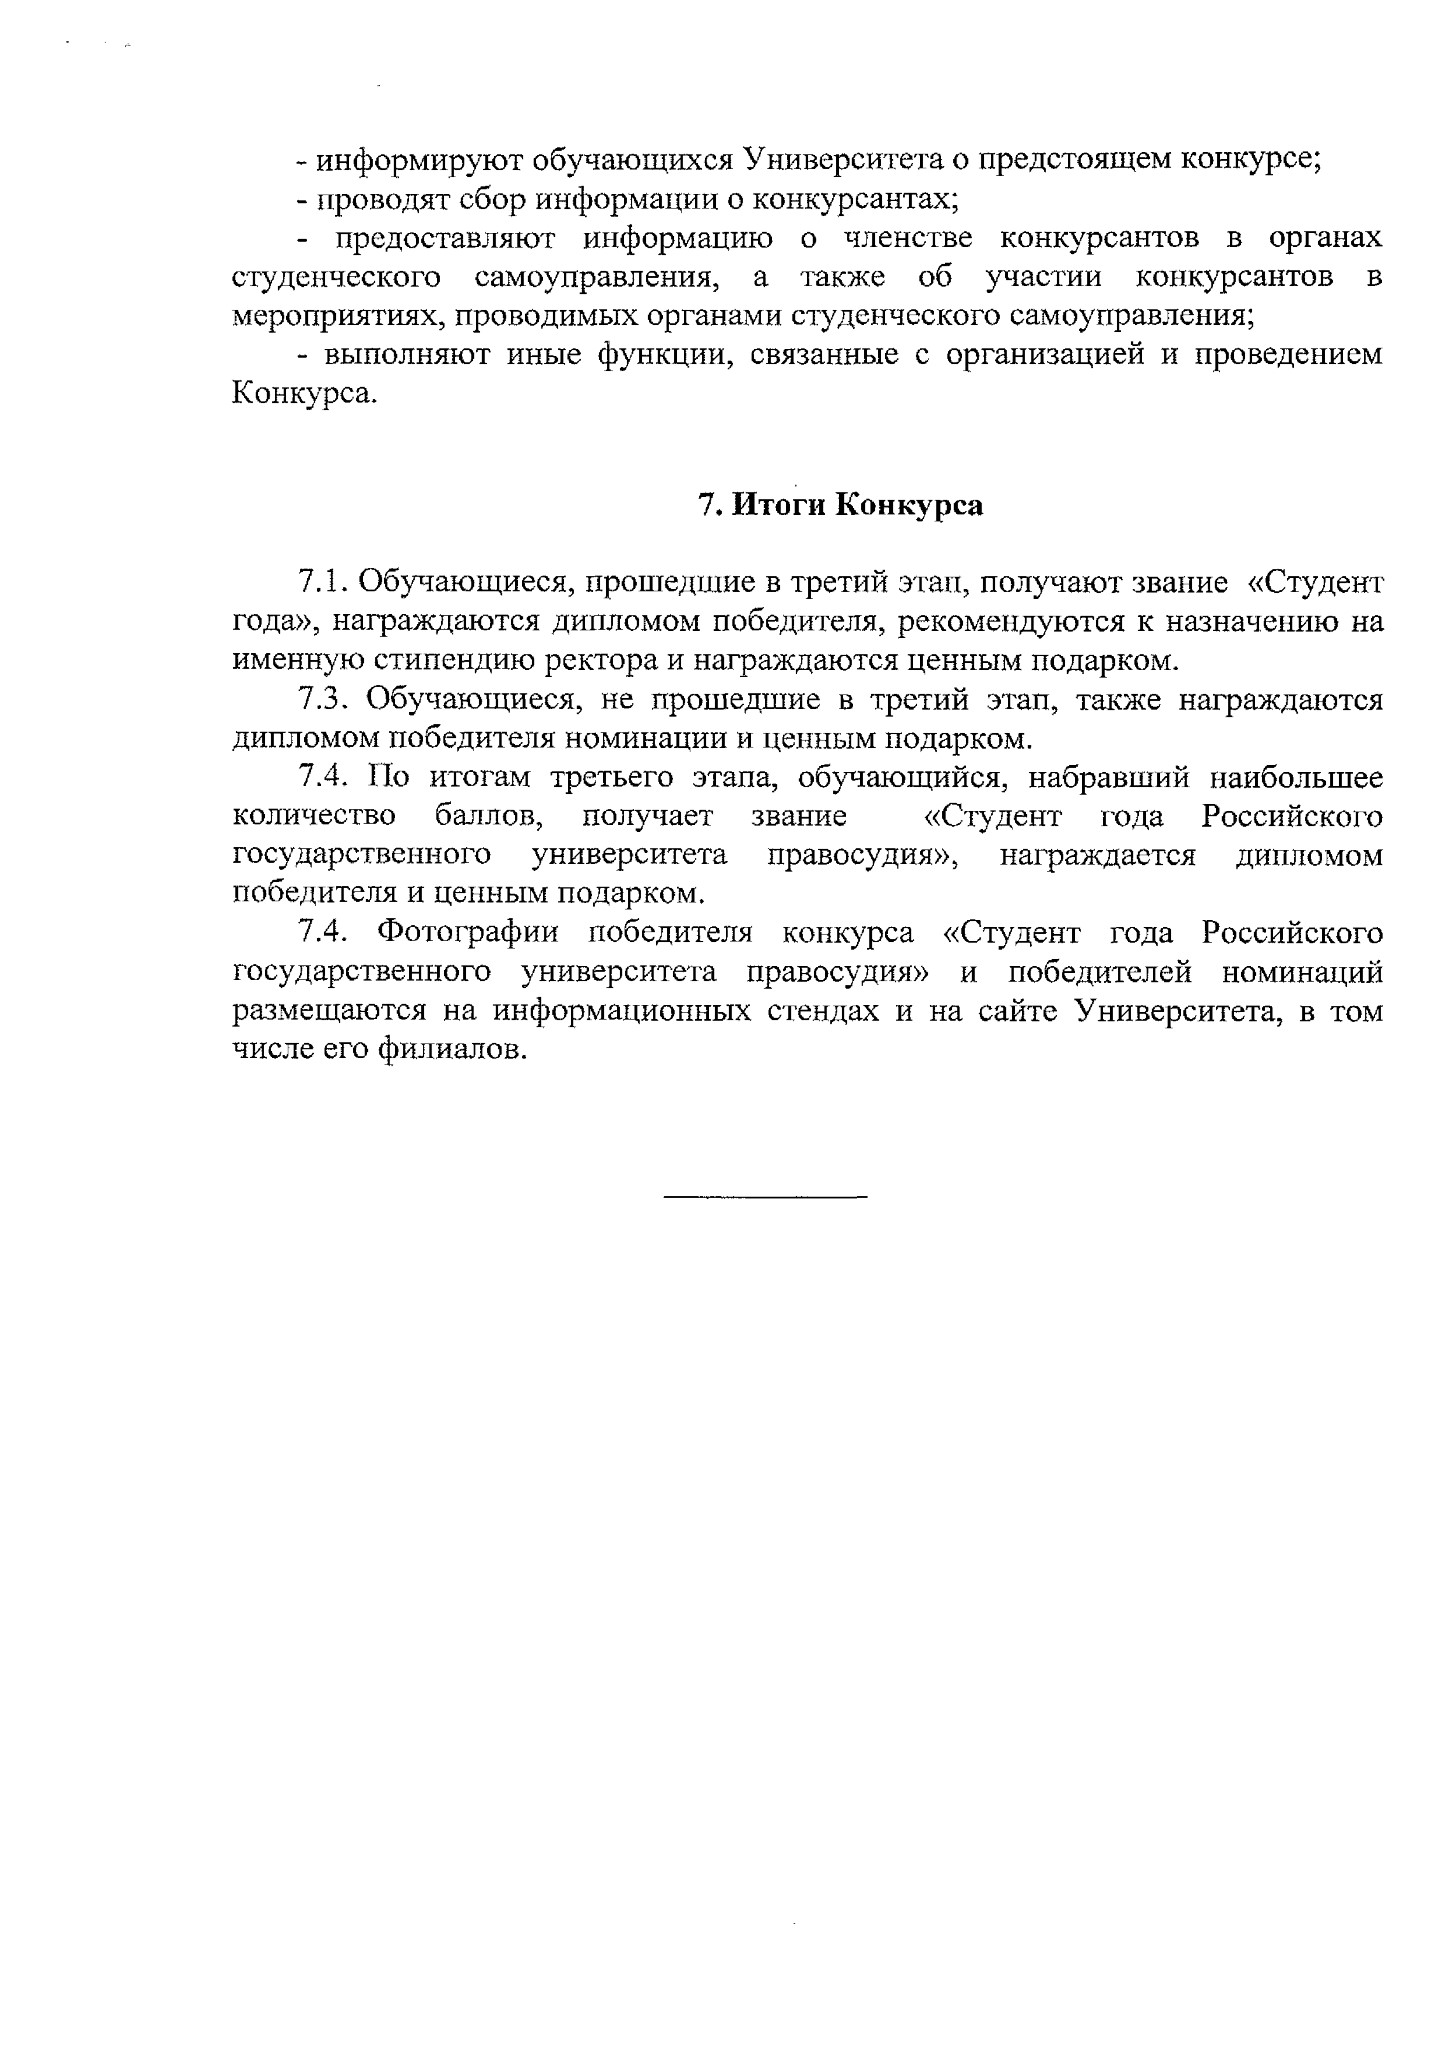 - информируют обучающихся Университета о предстоящем конкурсе;
- проводят сбор информации о конкурсантах;
- предоставляют информацию о членстве конкурсантов в органах
студенческого самоуправления, а также об участии конкурсантов в
мероприятиях, проводимых органами студенческого самоуправления;
- выполняют иные функции, связанные с организацией и проведением
Конкурса.
7. Итоги Конкурса
7.1. Обучающиеся, прошедшие в третий этап, получают звание «Студент
года», награждаются дипломом победителя, рекомендуются к назначению на
именную стипендию ректора и награждаются ценным подарком.
7.3. Обучающиеся, не прошедшие в третий этап, также награждаются
дипломом победителя номинации и ценным подарком.
7.4. По итогам третьего этапа, обучающийся, набравший наибольшее
количество баллов, получает звание «Студент года Российского
государственного университета правосудия», награждается дипломом
победителя и ценным подарком.
7.4. Фотографии победителя конкурса «Студент года Российского
государственного университета правосудия» и победителей номинаций
размещаются на информационных стендах и на сайте Университета, в том
числе его филиалов.